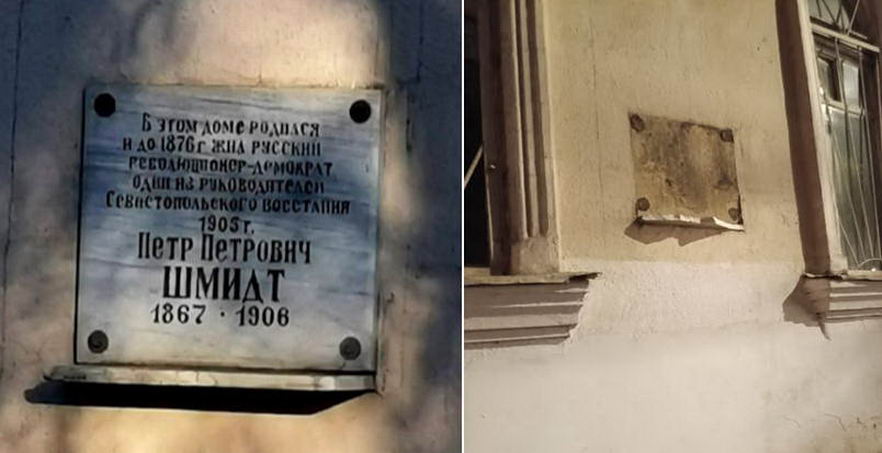 В этом доме родился
и до 1876 г. жил русский
революционер-демократ
один из руководителей
Севастопольского восстания
1905 г.
Петр Петрович
ШМИДТ
1867 · 1906